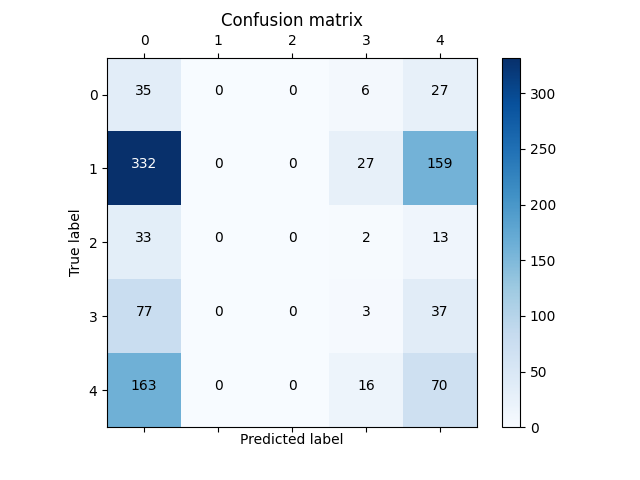 Confusion matrix
0 1 2 3 4
0 35 0 0 6 27
1 332 0 0 27 159
2 33 0 0 2 13
3 77 0 0 3 37
4 163 0 0 16 70
True label
Predicted label
300
250
200
150
100
50
0